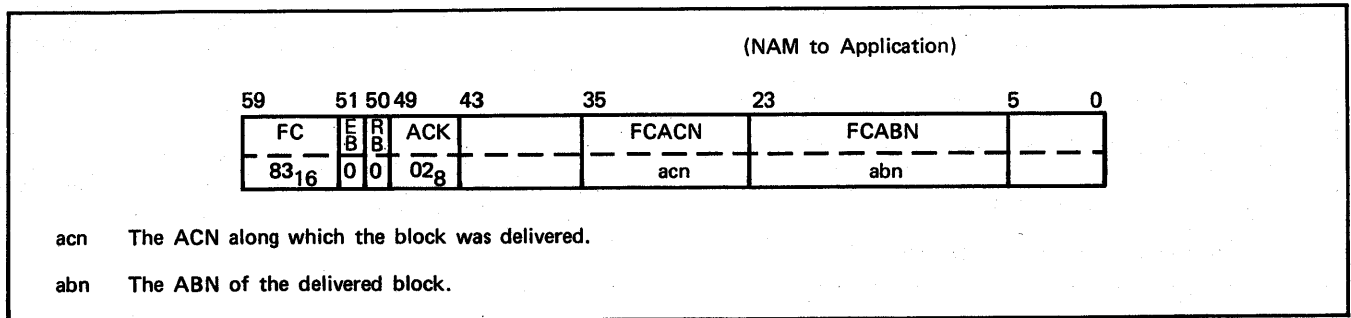 (NAM to Application)
59 51 50 49 43 35 23 5 0
FC EB RB ACK FCACN FCABN
83₁₆ 0 0 02₈ acn abn
acn The ACN along which the block was delivered.
abn The ABN of the delivered block.